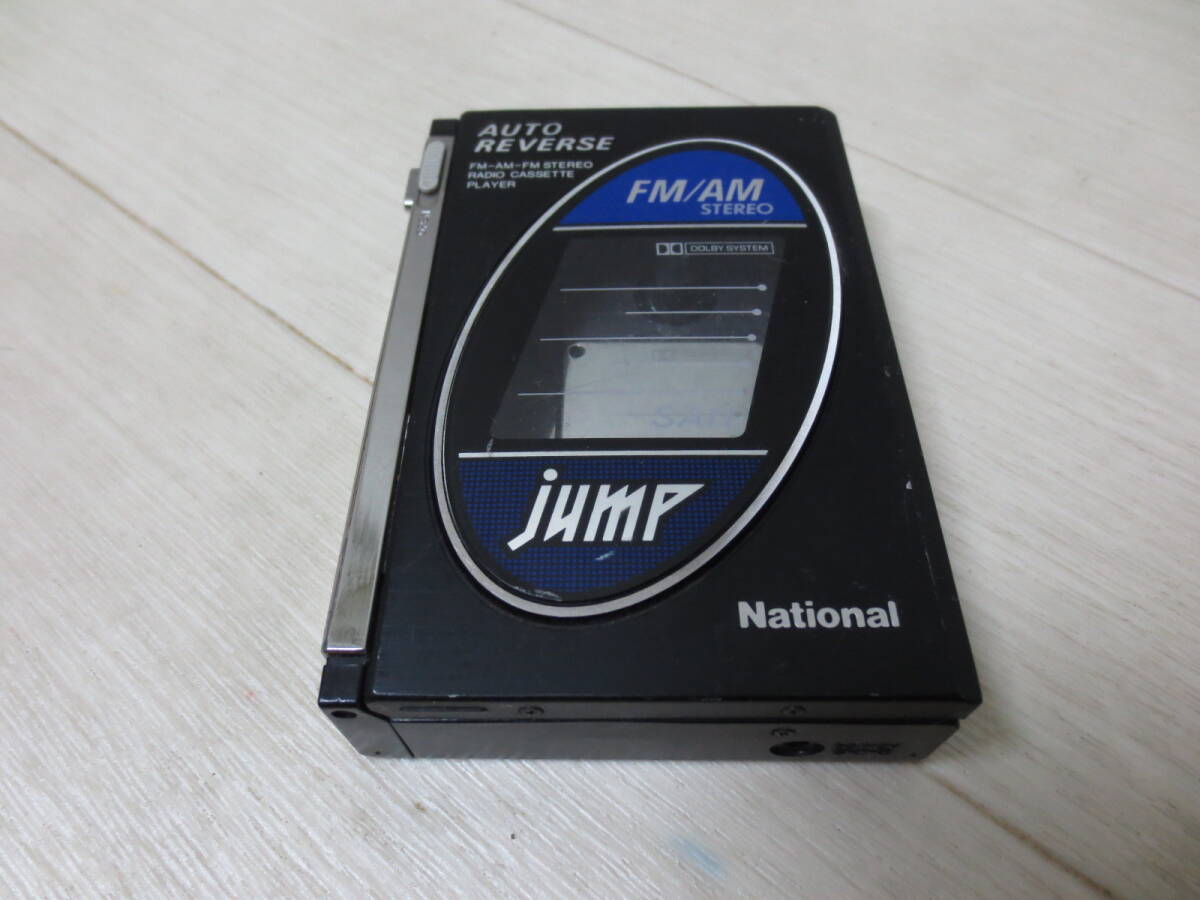 AUTO
REVERSE
FM-AM-FM STEREO
RADIO CASSETTE
PLAYER
FM/AM
STEREO
DOLBY SYSTEM
jump
National